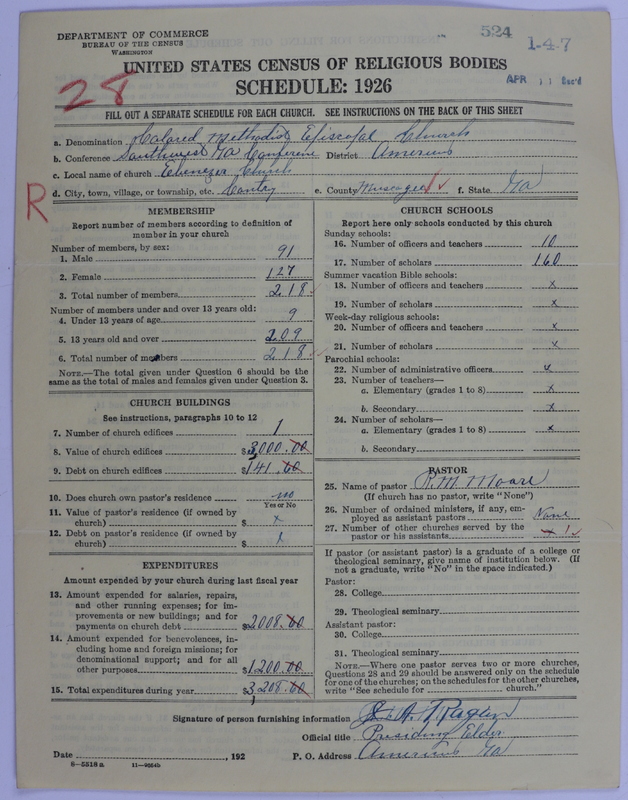 DEPARTMENT OF COMMERCE
BUREAU OF THE CENSUS
WASHINGTON
524
1-4-7
UNITED STATES CENSUS OF RELIGIOUS BODIES
SCHEDULE: 1926
APR 11 Rec'd
28
FILL OUT A SEPARATE SCHEDULE FOR EACH CHURCH. SEE INSTRUCTIONS ON THE BACK OF THIS SHEET
a. Denomination Colored Methodist Episcopal Church
b. Conference Southwest Ga Conference District Americus
c. Local name of church Ebenezer Church
R
d. City, town, village, or township, etc. Contry e. County Muscogee f. State Ga
MEMBERSHIP
Report number of members according to definition of
member in your church
Number of members, by sex:
1. Male 91
2. Female 127
3. Total number of members 218
Number of members under and over 13 years old:
4. Under 13 years of age 9
5. 13 years old and over 209
6. Total number of members 218
NOTE.—The total given under Question 6 should be
same as the total of males and females given under Question 3.
CHURCH BUILDINGS
See instructions, paragraphs 10 to 12
7. Number of church edifices 1
8. Value of church edifices $3,000.00
9. Debt on church edifices $141.60
10. Does church own pastor's residence no
Yes or No
11. Value of pastor's residence (if owned by
church) $ x
12. Debt on pastor's residence (if owned by
church) $ x
EXPENDITURES
Amount expended by your church during last fiscal year
13. Amount expended for salaries, repairs,
and other running expenses; for im-
provements or new buildings; and for
payments on church debt $2008.60
14. Amount expended for benevolences, in-
cluding home and foreign missions; for
denominational support; and for all
other purposes $1,200.00
15. Total expenditures during year $3,208.60
CHURCH SCHOOLS
Report here only schools conducted by this church
Sunday schools:
16. Number of officers and teachers 10
17. Number of scholars 160
Summer vacation Bible schools:
18. Number of officers and teachers x
19. Number of scholars x
Week-day religious schools:
20. Number of officers and teachers x
21. Number of scholars x
Parochial schools:
22. Number of administrative officers x
23. Number of teachers—
a. Elementary (grades 1 to 8) x
b. Secondary x
24. Number of scholars—
a. Elementary (grades 1 to 8) x
b. Secondary
PASTOR
25. Name of pastor R.M. Moore
(If church has no pastor, write "None")
26. Number of ordained ministers, if any, em-
ployed as assistant pastors None
27. Number of other churches served by the
pastor or his assistants x 1
If pastor (or assistant pastor) is a graduate of a college or
theological seminary, give name of institution below. (If
not a graduate, write "No" in the space indicated.)
Pastor:
28. College
29. Theological seminary
Assistant pastor:
30. College
31. Theological seminary
NOTE.—Where one pastor serves two or more churches,
Questions 28 and 29 should be answered only on the schedule
for one of the churches; on the schedules for the other churches,
write "See schedule for church."
Signature of person furnishing information
Official title Presiding Elder
Date , 192 P. O. Address Americus Ga
8—5518a 11—9054b